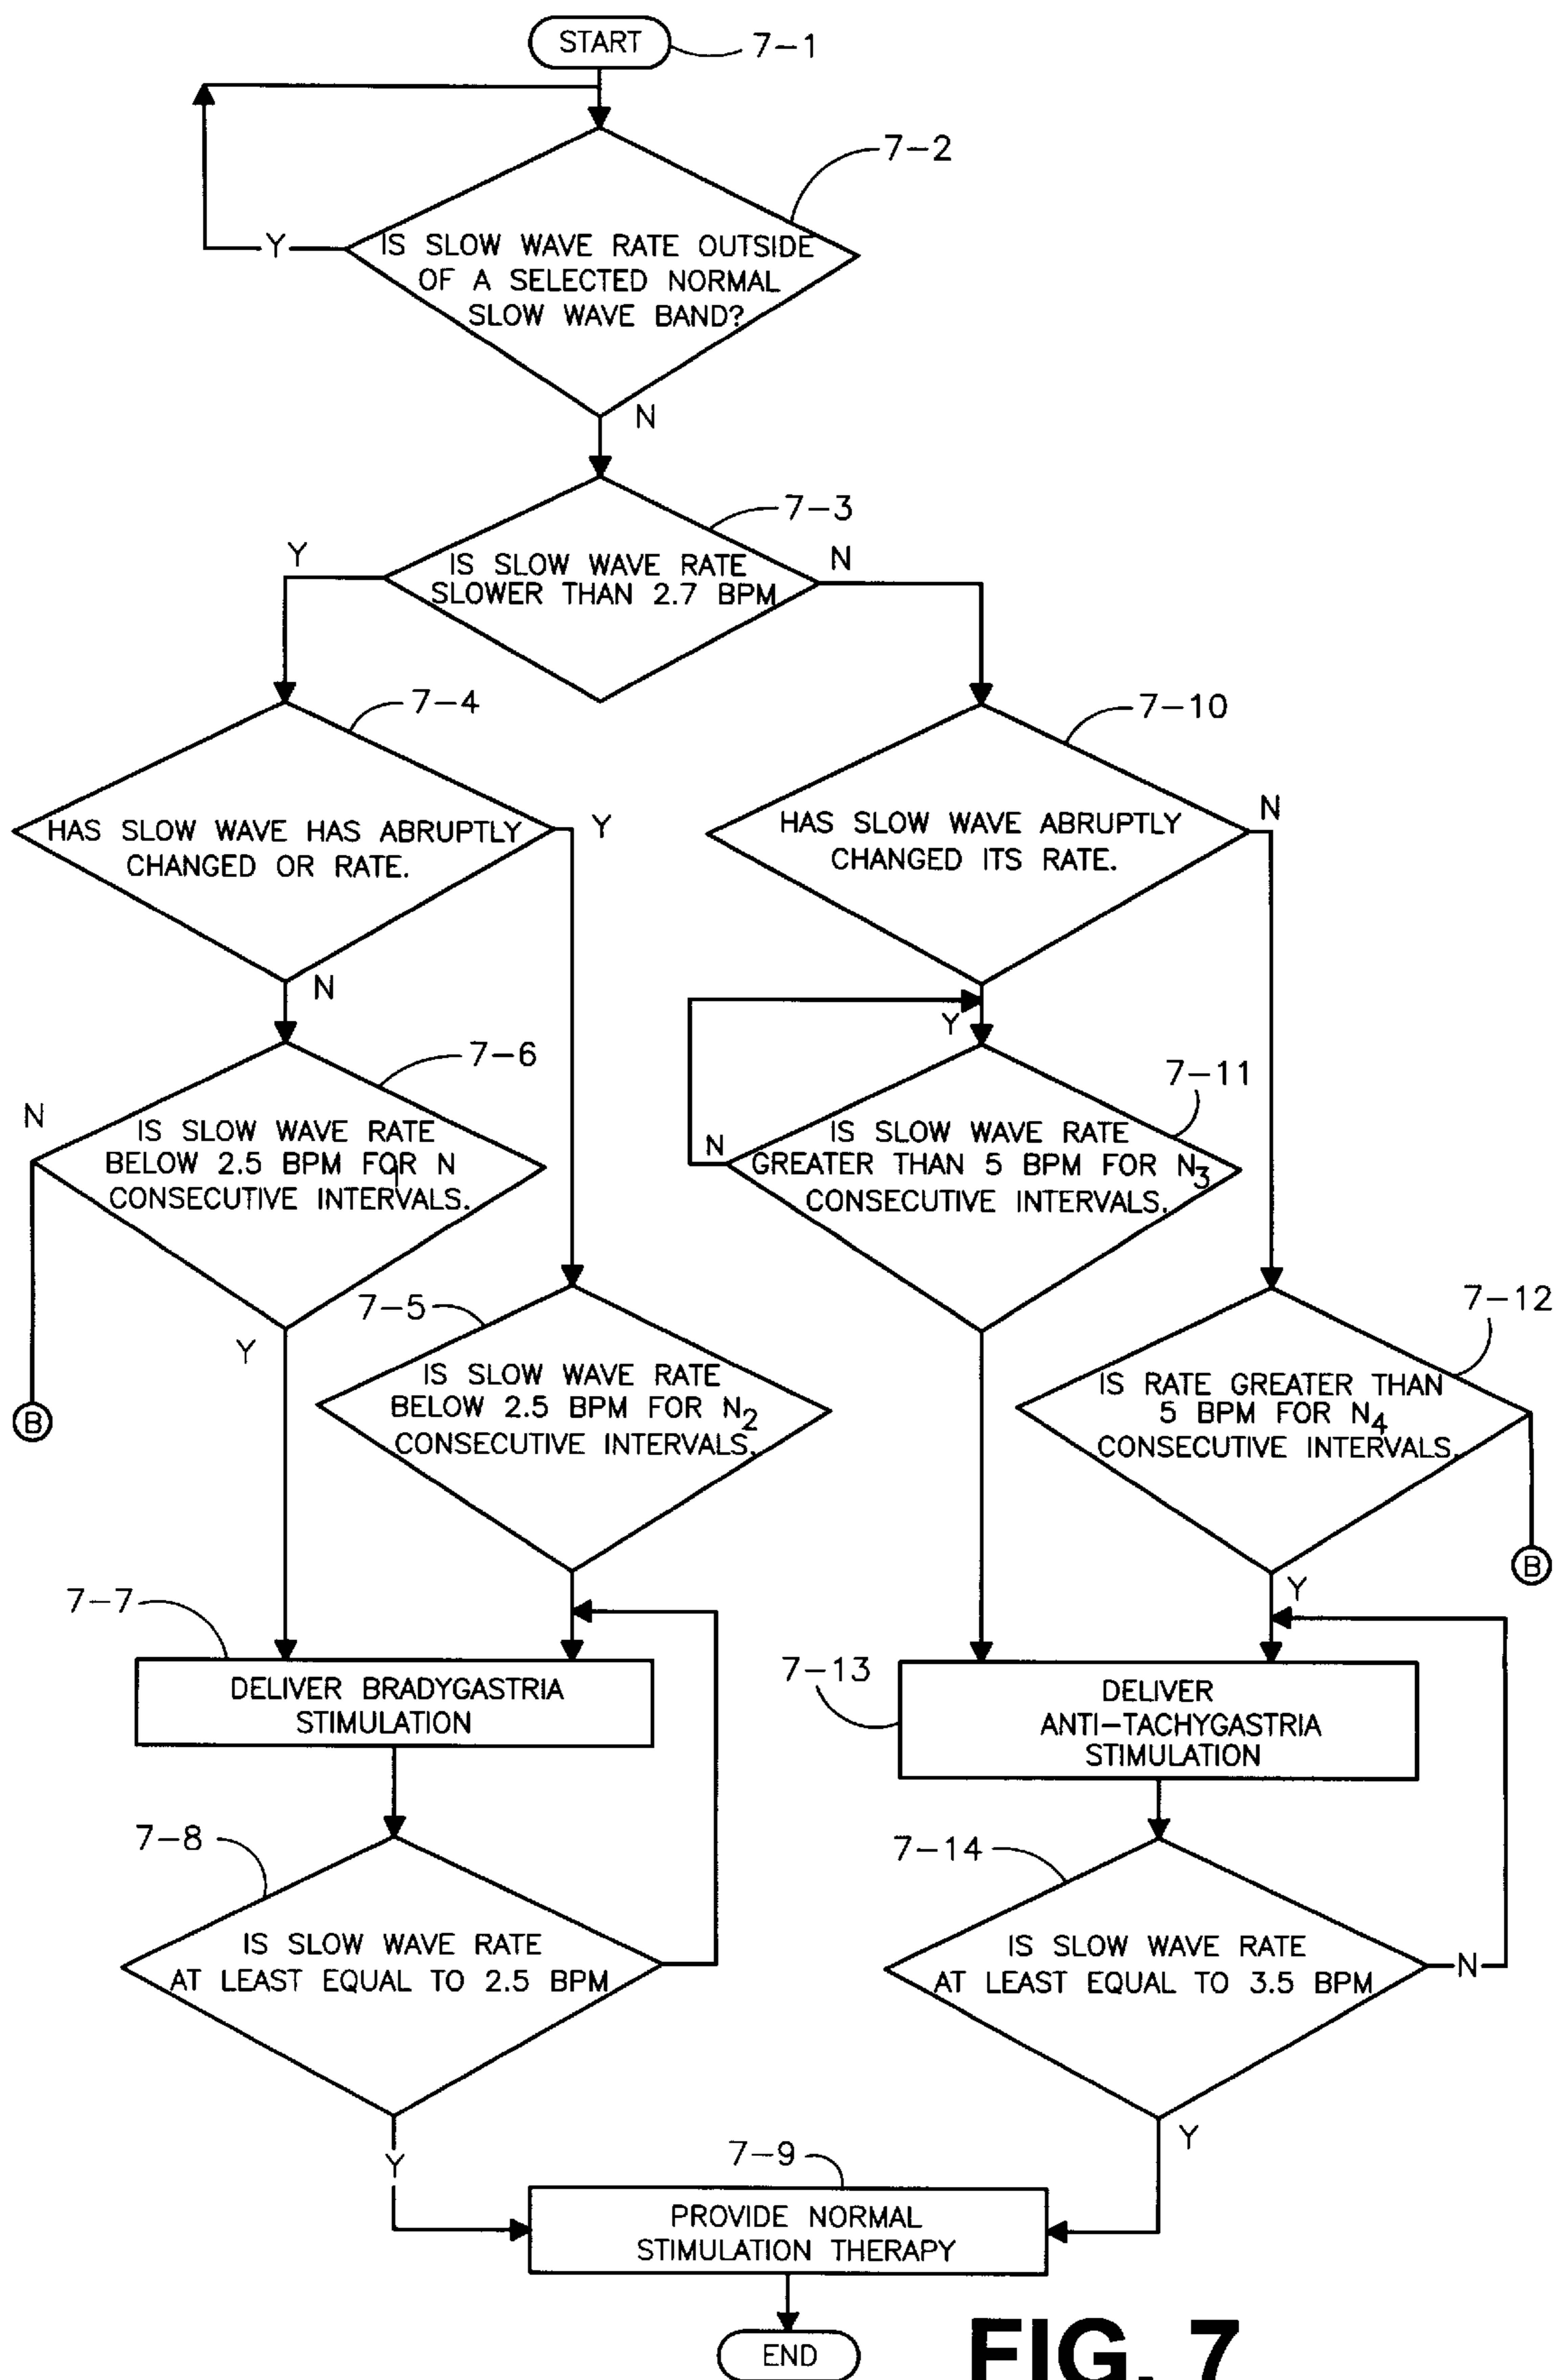 START
7-1
7-2
Y
IS SLOW WAVE RATE OUTSIDE
OF A SELECTED NORMAL
SLOW WAVE BAND?
N
7-3
Y
N
IS SLOW WAVE RATE
SLOWER THAN 2.7 BPM
7-4
7-10
HAS SLOW WAVE HAS ABRUPTLY
CHANGED OR RATE.
Y
HAS SLOW WAVE ABRUPTLY
CHANGED ITS RATE.
N
N
Y
7-6
7-11
N
IS SLOW WAVE RATE
BELOW 2.5 BPM FOR N1
CONSECUTIVE INTERVALS.
N
IS SLOW WAVE RATE
GREATER THAN 5 BPM FOR N3
CONSECUTIVE INTERVALS.
Y
7-5
7-12
IS SLOW WAVE RATE
BELOW 2.5 BPM FOR N2
CONSECUTIVE INTERVALS.
IS RATE GREATER THAN
5 BPM FOR N4
CONSECUTIVE INTERVALS.
B
B
Y
7-7
DELIVER BRADYGASTRIA
STIMULATION
7-13
DELIVER
ANTI-TACHYGASTRIA
STIMULATION
7-8
7-14
IS SLOW WAVE RATE
AT LEAST EQUAL TO 2.5 BPM
IS SLOW WAVE RATE
AT LEAST EQUAL TO 3.5 BPM
N
Y
Y
7-9
PROVIDE NORMAL
STIMULATION THERAPY
END
FIG. 7